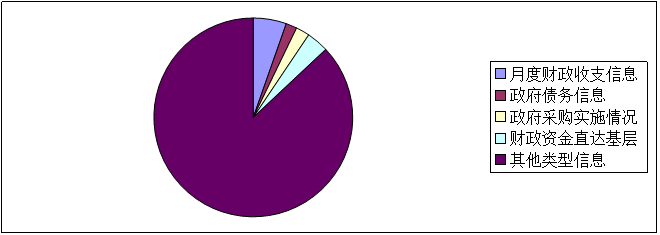 月度财政收支信息
政府债务信息
政府采购实施情况
财政资金直达基层
其他类型信息